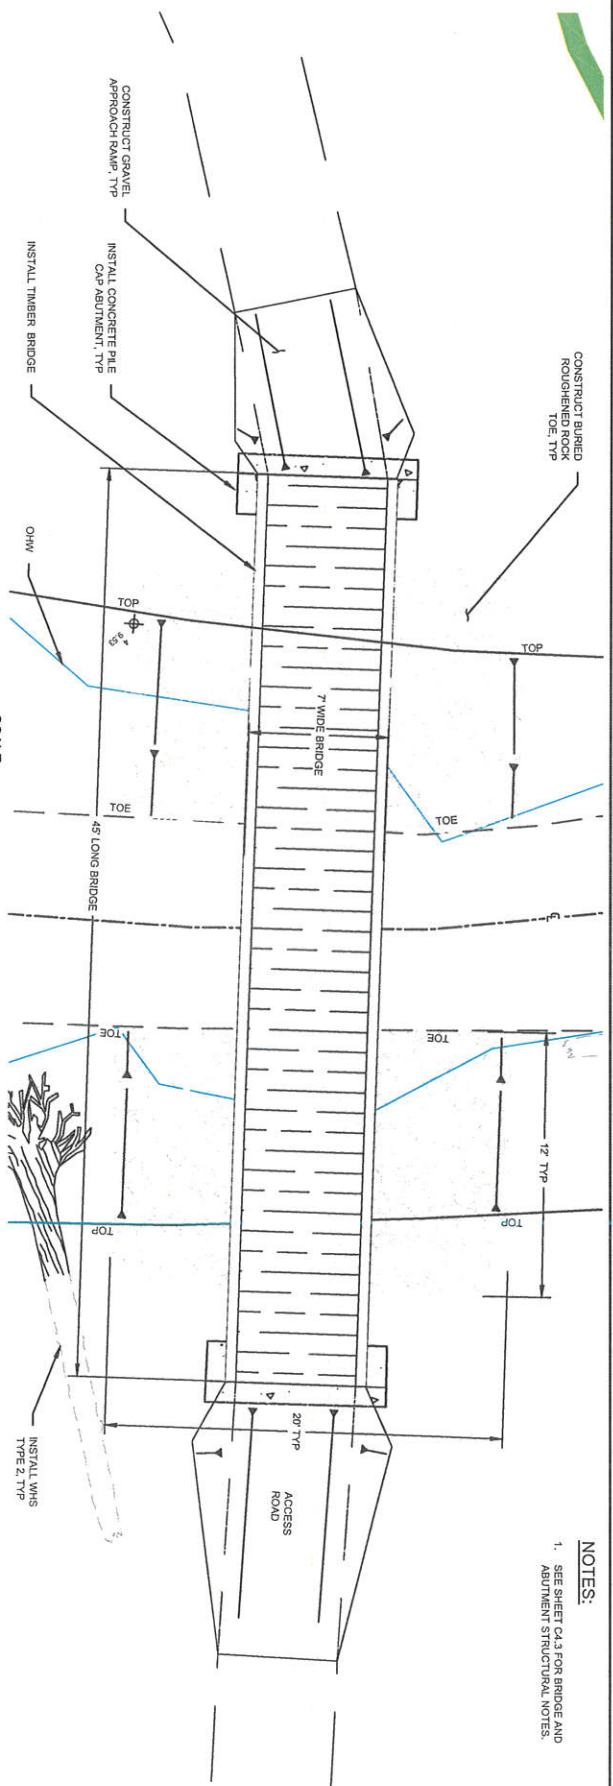 NOTES:
1. SEE SHEET C4.3 FOR BRIDGE AND
ABUTMENT STRUCTURAL NOTES.
CONSTRUCT GRAVEL
APPROACH RAMP, TYP
INSTALL CONCRETE PILE
CAP ABUTMENT, TYP
INSTALL TIMBER BRIDGE
CONSTRUCT BURIED
ROUGHENED ROCK
TOE, TYP
OHW
TOP
TOP
7' WIDE BRIDGE
TOE
TOE
45' LONG BRIDGE
TOE
TOE
12' TYP
TOP
TOP
20' TYP
ACCESS
ROAD
INSTALL WHS
TYPE 2, TYP